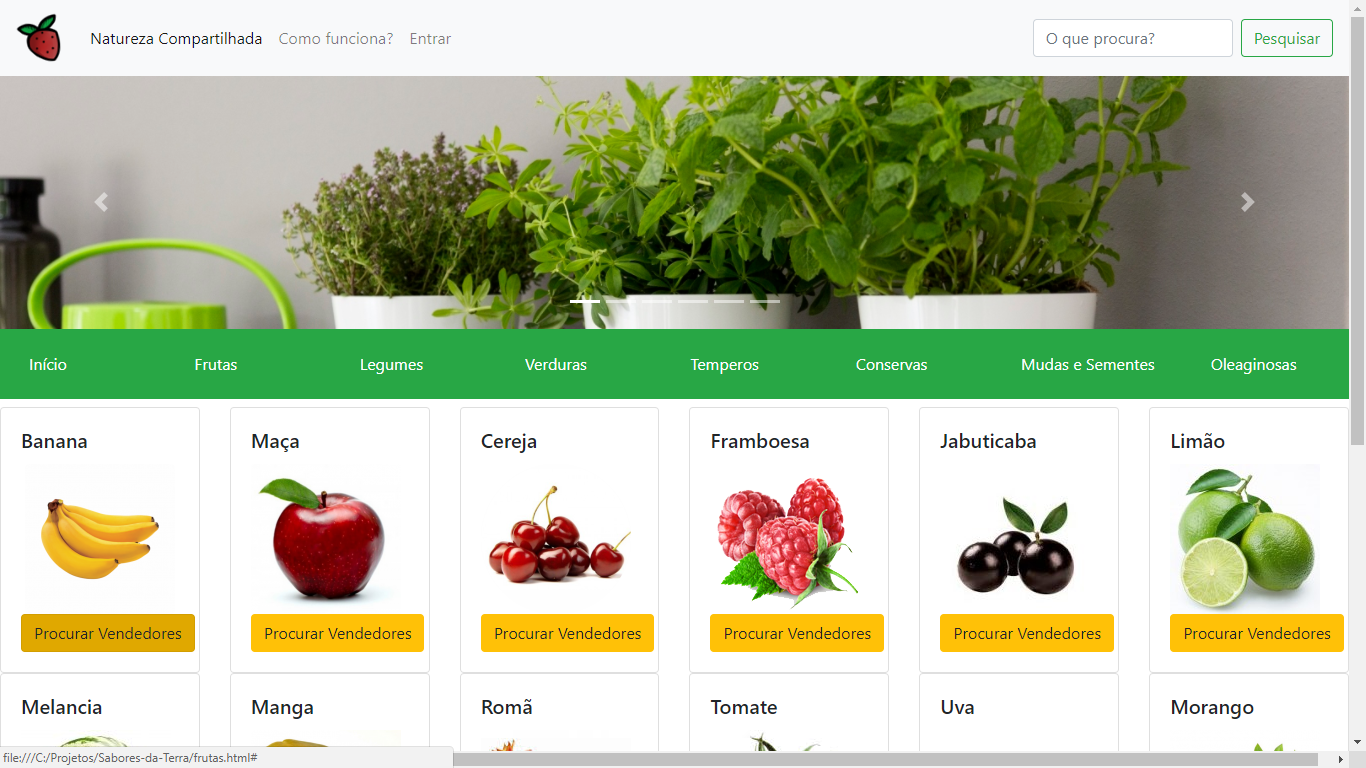 Natureza Compartilhada Como funciona? Entrar O que procura? Pesquisar
Início Frutas Legumes Verduras Temperos Conservas Mudas e Sementes Oleaginosas
Banana Maça Cereja Framboesa Jabuticaba Limão
Procurar Vendedores Procurar Vendedores Procurar Vendedores Procurar Vendedores Procurar Vendedores Procurar Vendedores
Melancia Manga Romã Tomate Uva Morango
file:///C:/Projetos/Sabores-da-Terra/frutas.html#